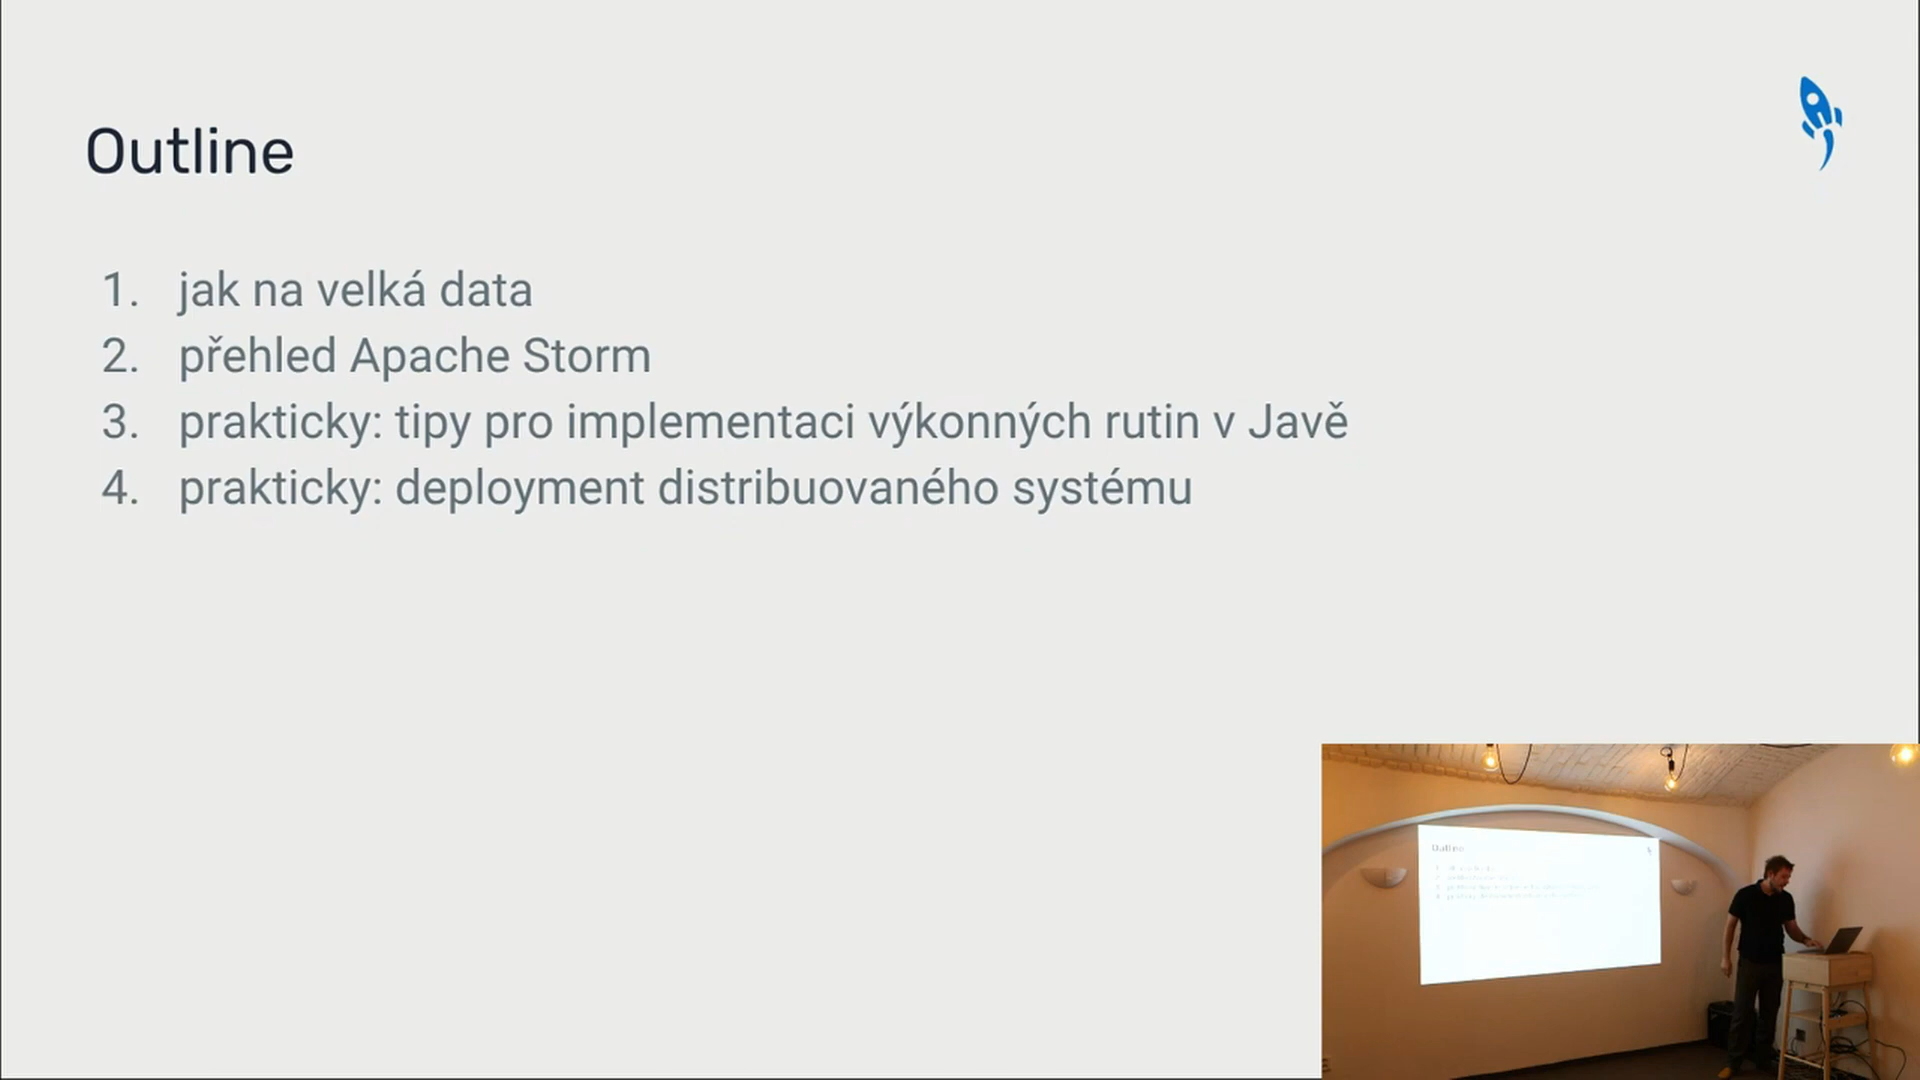 Outline
1. jak na velká data
2. přehled Apache Storm
3. prakticky: tipy pro implementaci výkonných rutin v Javě
4. prakticky: deployment distribuovaného systému
Outline